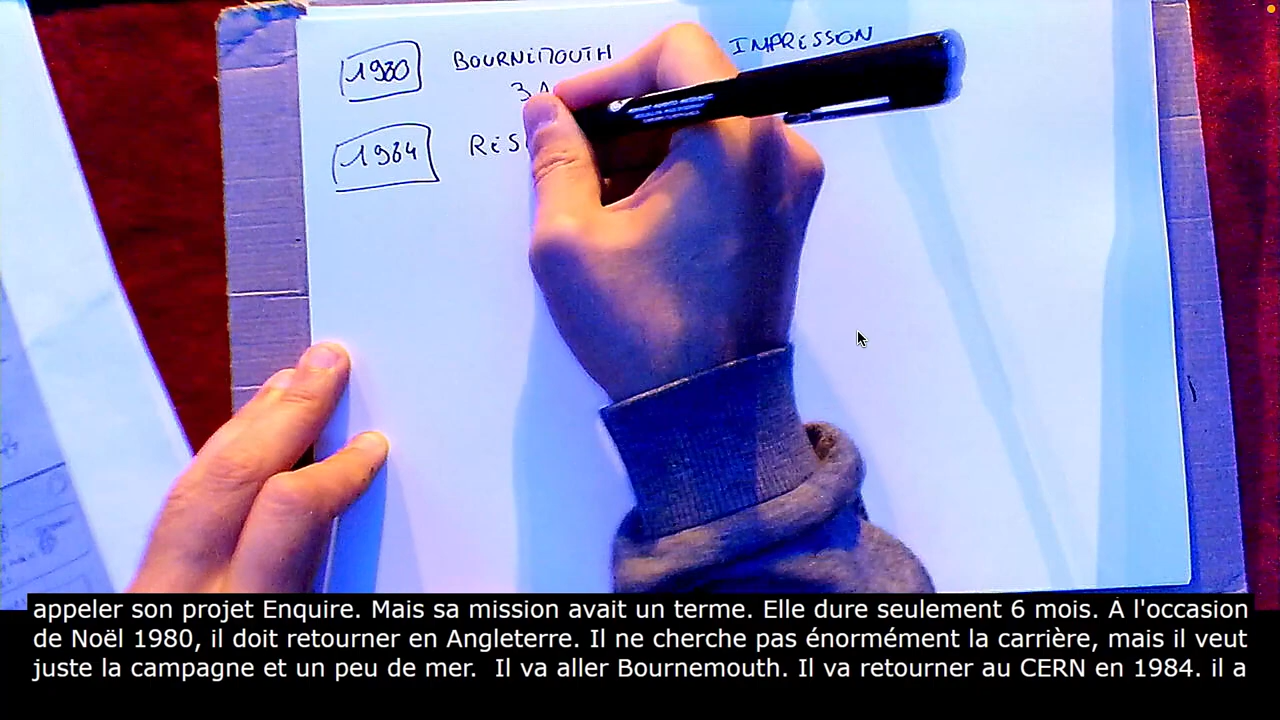 1980 BOURNEMOUTH IMPRESSION
3 A
1984 RES
appeler son projet Enquire. Mais sa mission avait un terme. Elle dure seulement 6 mois. À l'occasion
de Noël 1980, il doit retourner en Angleterre. Il ne cherche pas énormément la carrière, mais il veut
juste la campagne et un peu de mer. Il va aller Bournemouth. Il va retourner au CERN en 1984. il a